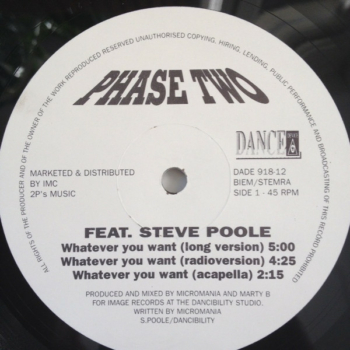 ALL RIGHTS OF THE PRODUCER AND OF THE OWNER OF THE WORK REPRODUCED RESERVED UNAUTHORISED COPYING, HIRING, LENDING, PUBLIC PERFORMANCE AND BROADCASTING OF THIS RECORD PROHIBITED
PHASE TWO
DANCE
MARKETED & DISTRIBUTED
BY IMC
2P's MUSIC
DADE 918-12
BIEM/STEMRA
SIDE 1 - 45 RPM
FEAT. STEVE POOLE
Whatever you want (long version) 5:00
Whatever you want (radioversion) 4:25
Whatever you want (acapella) 2:15
PRODUCED AND MIXED BY MICROMANIA AND MARTY B
FOR IMAGE RECORDS AT THE DANCIBILITY STUDIO.
WRITTEN BY MICROMANIA
S.POOLE/DANCIBILITY